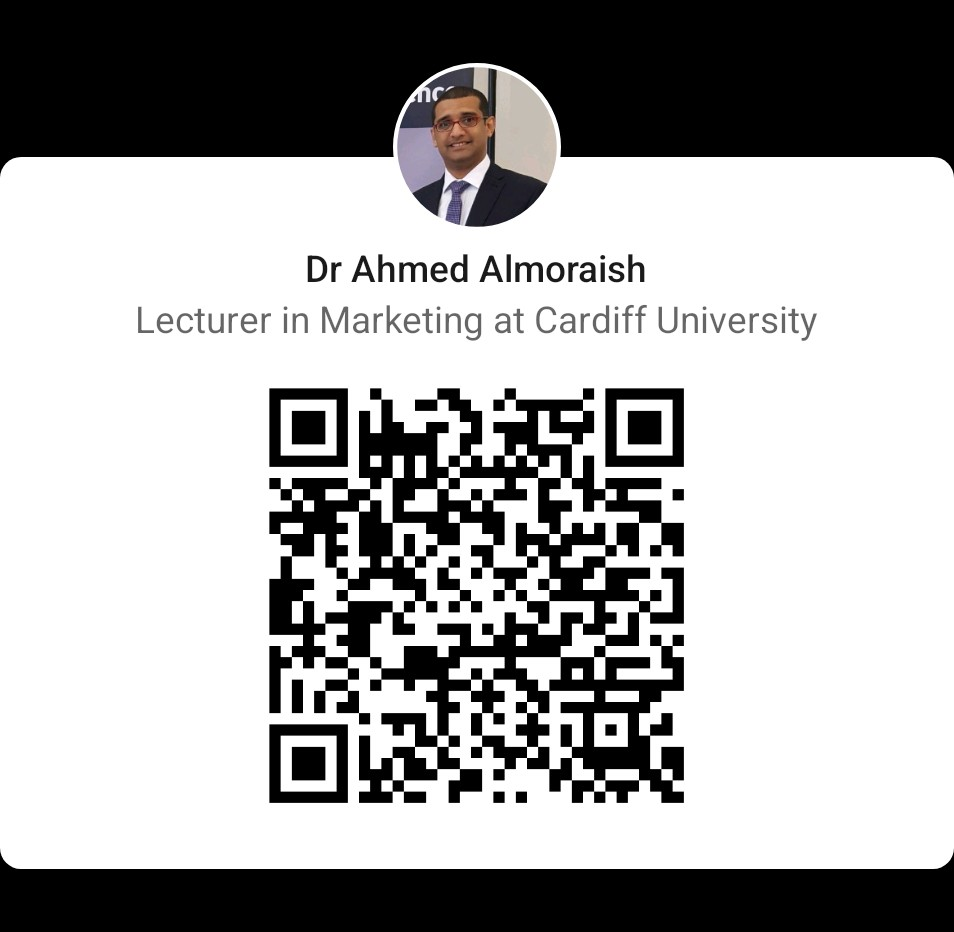 Dr Ahmed Almoraish
Lecturer in Marketing at Cardiff University